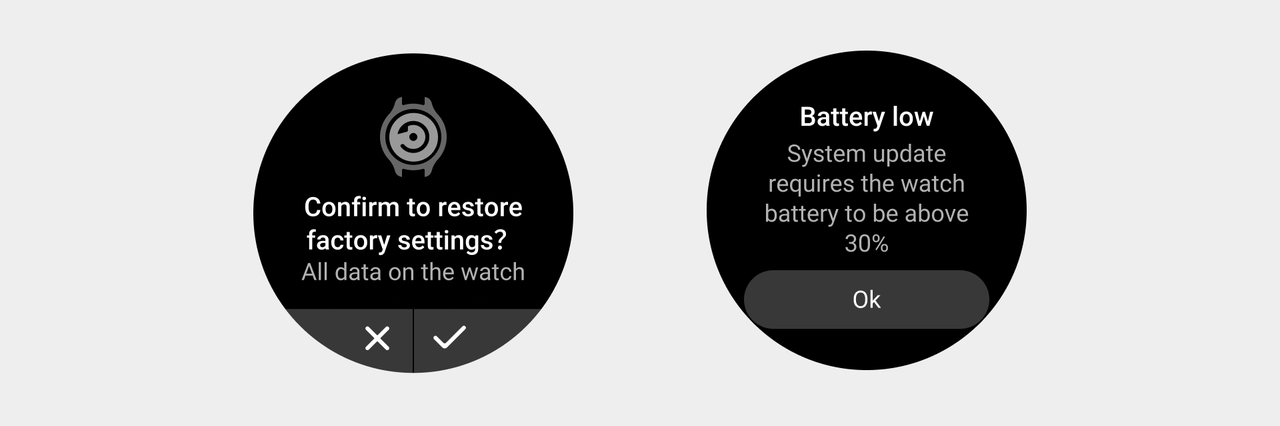 Confirm to restore
factory settings?
All data on the watch
Battery low
System update
requires the watch
battery to be above
30%
Ok